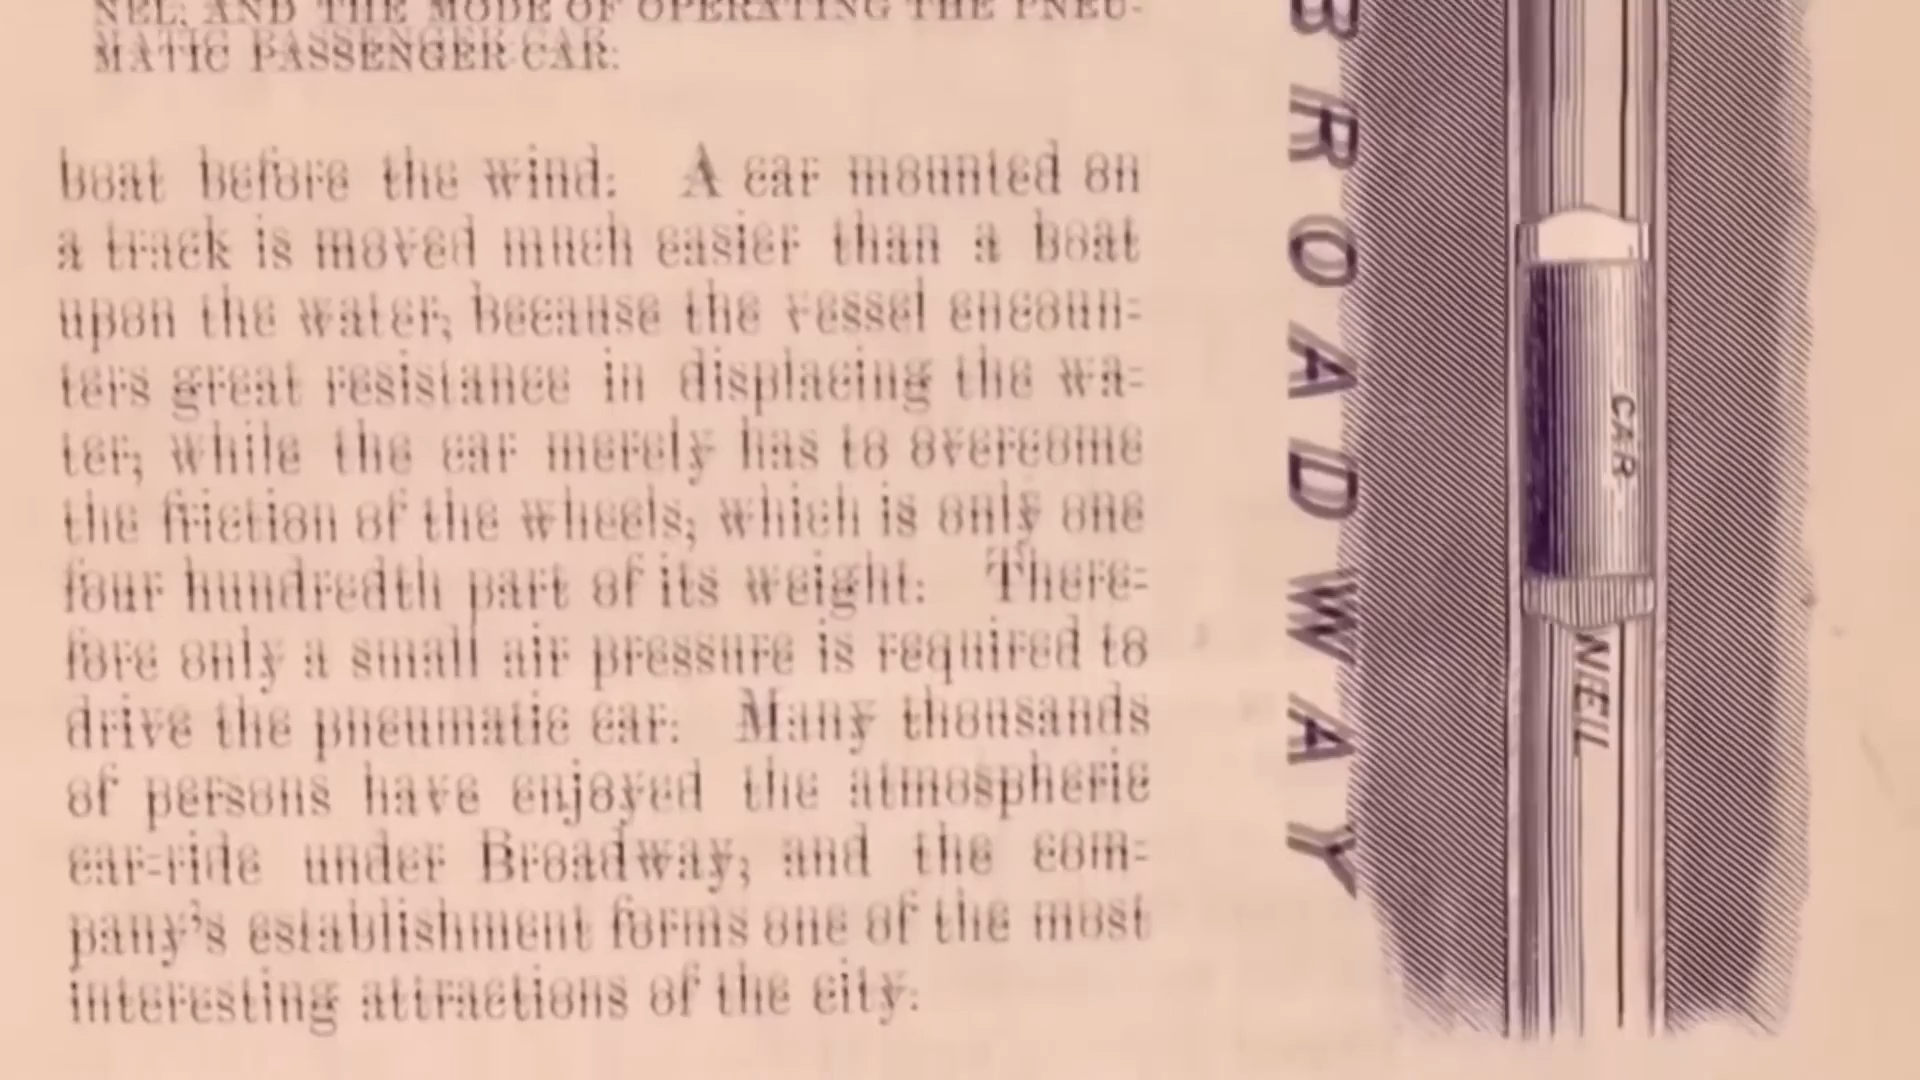 NEL, AND THE MODE OF OPERATING THE PNEU-
MATIC PASSENGER-CAR.
boat before the wind. A car mounted on
a track is moved much easier than a boat
upon the water, because the vessel encoun-
ters great resistance in displacing the wa-
ter, while the car merely has to overcome
the friction of the wheels, which is only one
four hundredth part of its weight. There-
fore only a small air pressure is required to
drive the pneumatic car. Many thousands
of persons have enjoyed the atmospheric
car-ride under Broadway, and the com-
pany's establishment forms one of the most
interesting attractions of the city.
BROADWAY
CAR
NEL